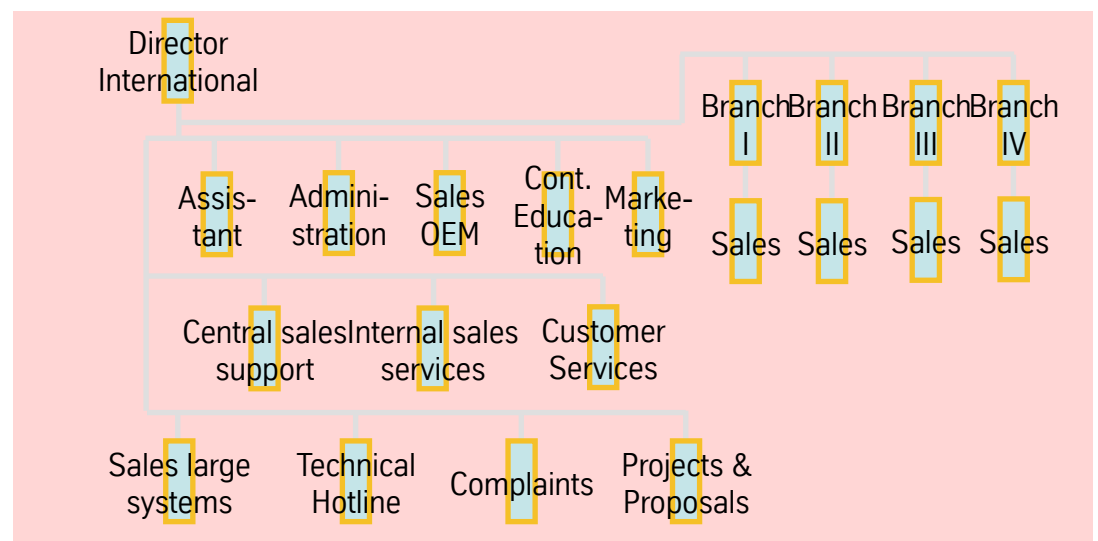 Director
International
Branch
I
Branch
II
Branch
III
Branch
IV
Assis-
tant
Admini-
stration
Sales
OEM
Cont.
Educa-
tion
Marke-
ting
Sales
Sales
Sales
Sales
Central sales
support
Internal sales
services
Customer
Services
Sales large
systems
Technical
Hotline
Complaints
Projects &
Proposals